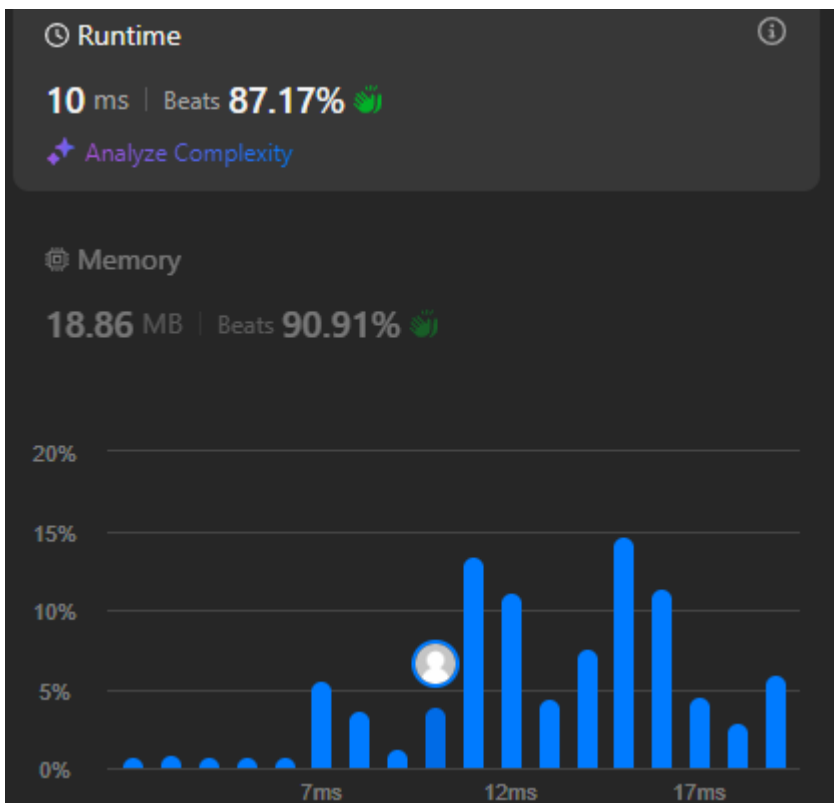 Runtime
10 ms | Beats 87.17%
Analyze Complexity
Memory
18.86 MB | Beats 90.91%
20%
15%
10%
5%
0%
7ms 12ms 17ms